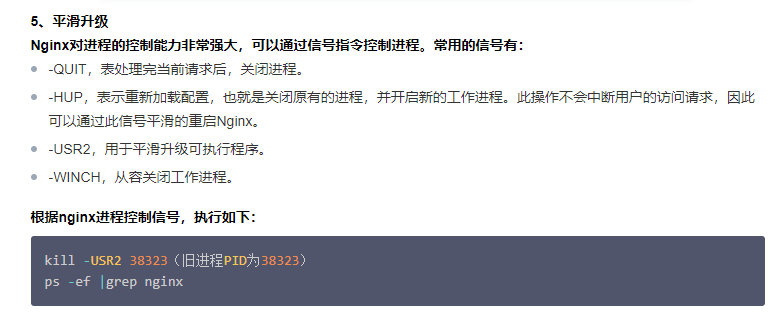 5、平滑升级
Nginx对进程的控制能力非常强大，可以通过信号指令控制进程。常用的信号有：
-QUIT，表处理完当前请求后，关闭进程。
-HUP，表示重新加载配置，也就是关闭原有的进程，并开启新的工作进程。此操作不会中断用户的访问请求，因此
可以通过此信号平滑的重启Nginx。
-USR2，用于平滑升级可执行程序。
-WINCH，从容关闭工作进程。
根据nginx进程控制信号，执行如下：
kill -USR2 38323（旧进程PID为38323）
ps -ef |grep nginx